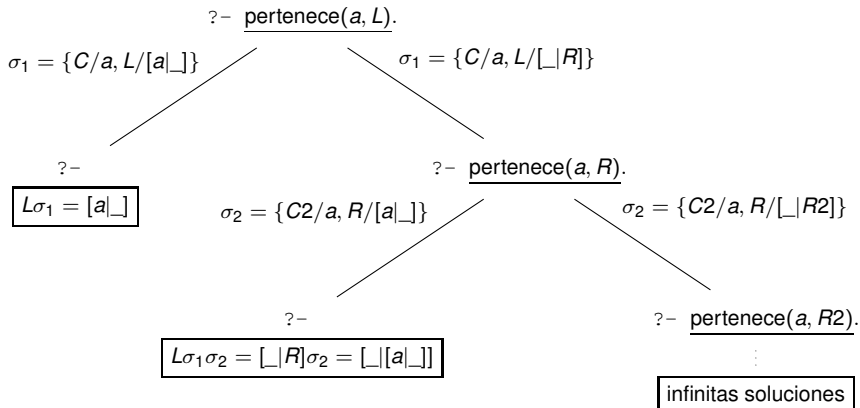 ?- pertenece(a, L).
σ1 = {C/a, L/[a|_]}
σ1 = {C/a, L/[_|R]}
?-
?- pertenece(a, R).
Lσ1 = [a|_]
σ2 = {C2/a, R/[a|_]}
σ2 = {C2/a, R/[_|R2]}
?-
?- pertenece(a, R2).
Lσ1σ2 = [_|R]σ2 = [_|[a|_]]
⋮
infinitas soluciones